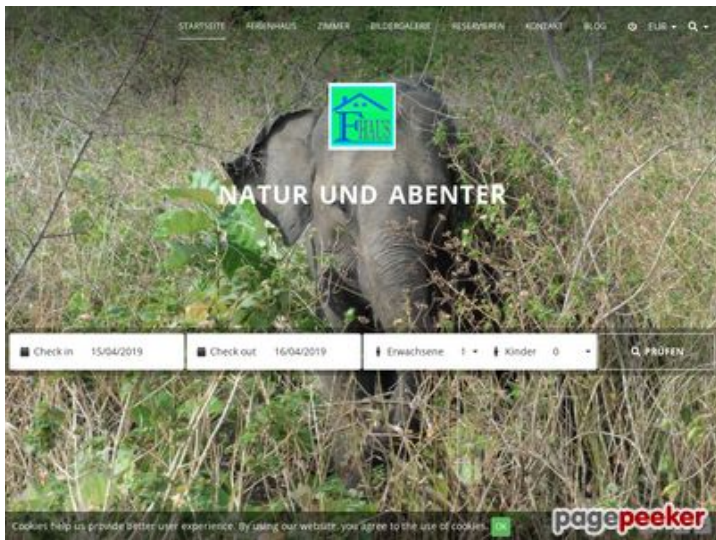 STARTSEITE FERIENHAUS ZIMMER BILDERGALERIE RESERVIEREN KONTAKT BLOG EUR
F HAUS HAUS
NATUR UND ABENTER
Check in 15/04/2019 Check out 16/04/2019 Erwachsene 1 Kinder 0 PRÜFEN
Cookies help us provide better user experience. By using our website, you agree to the use of cookies. OK
pagepeeker